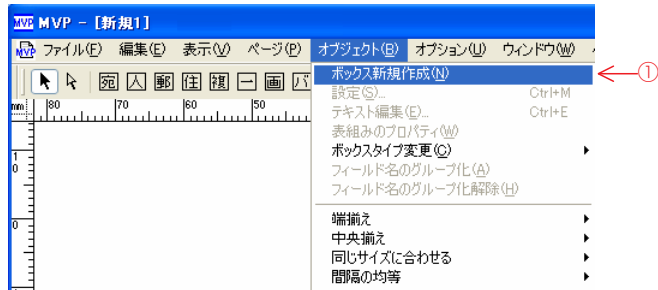 MVP MVP - [新規1]
MVP ファイル(F) 編集(E) 表示(V) ページ(P) オブジェクト(B) オプション(U) ウィンドウ(W)
宛 人 郵 住 複 一 画 バ
mm 80 70 60 50
10
0
ボックス新規作成(N)
設定(S)... Ctrl+M
テキスト編集(E)... Ctrl+E
表組みのプロパティ(W)
ボックスタイプ変更(C)
フィールド名のグループ化(A)
フィールド名のグループ化解除(H)
端揃え
中央揃え
同じサイズに合わせる
間隔の均等
①